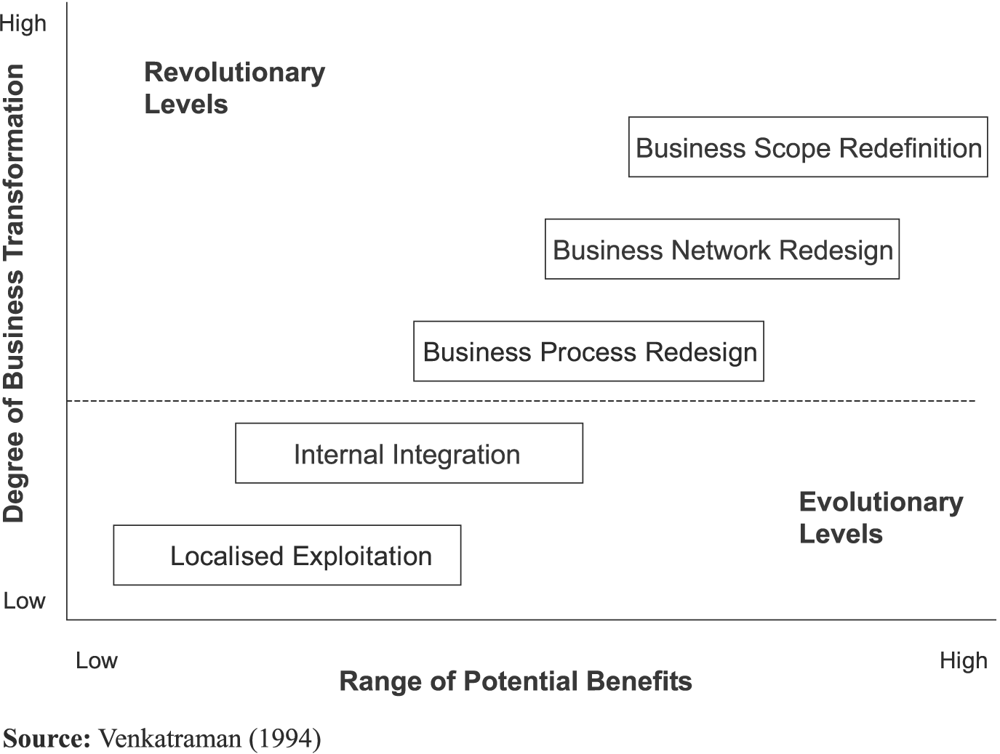 High
Revolutionary
Levels
Degree of Business Transformation
Business Scope Redefinition
Business Network Redesign
Business Process Redesign
Internal Integration
Evolutionary
Levels
Localised Exploitation
Low
Low
High
Range of Potential Benefits
Source: Venkatraman (1994)